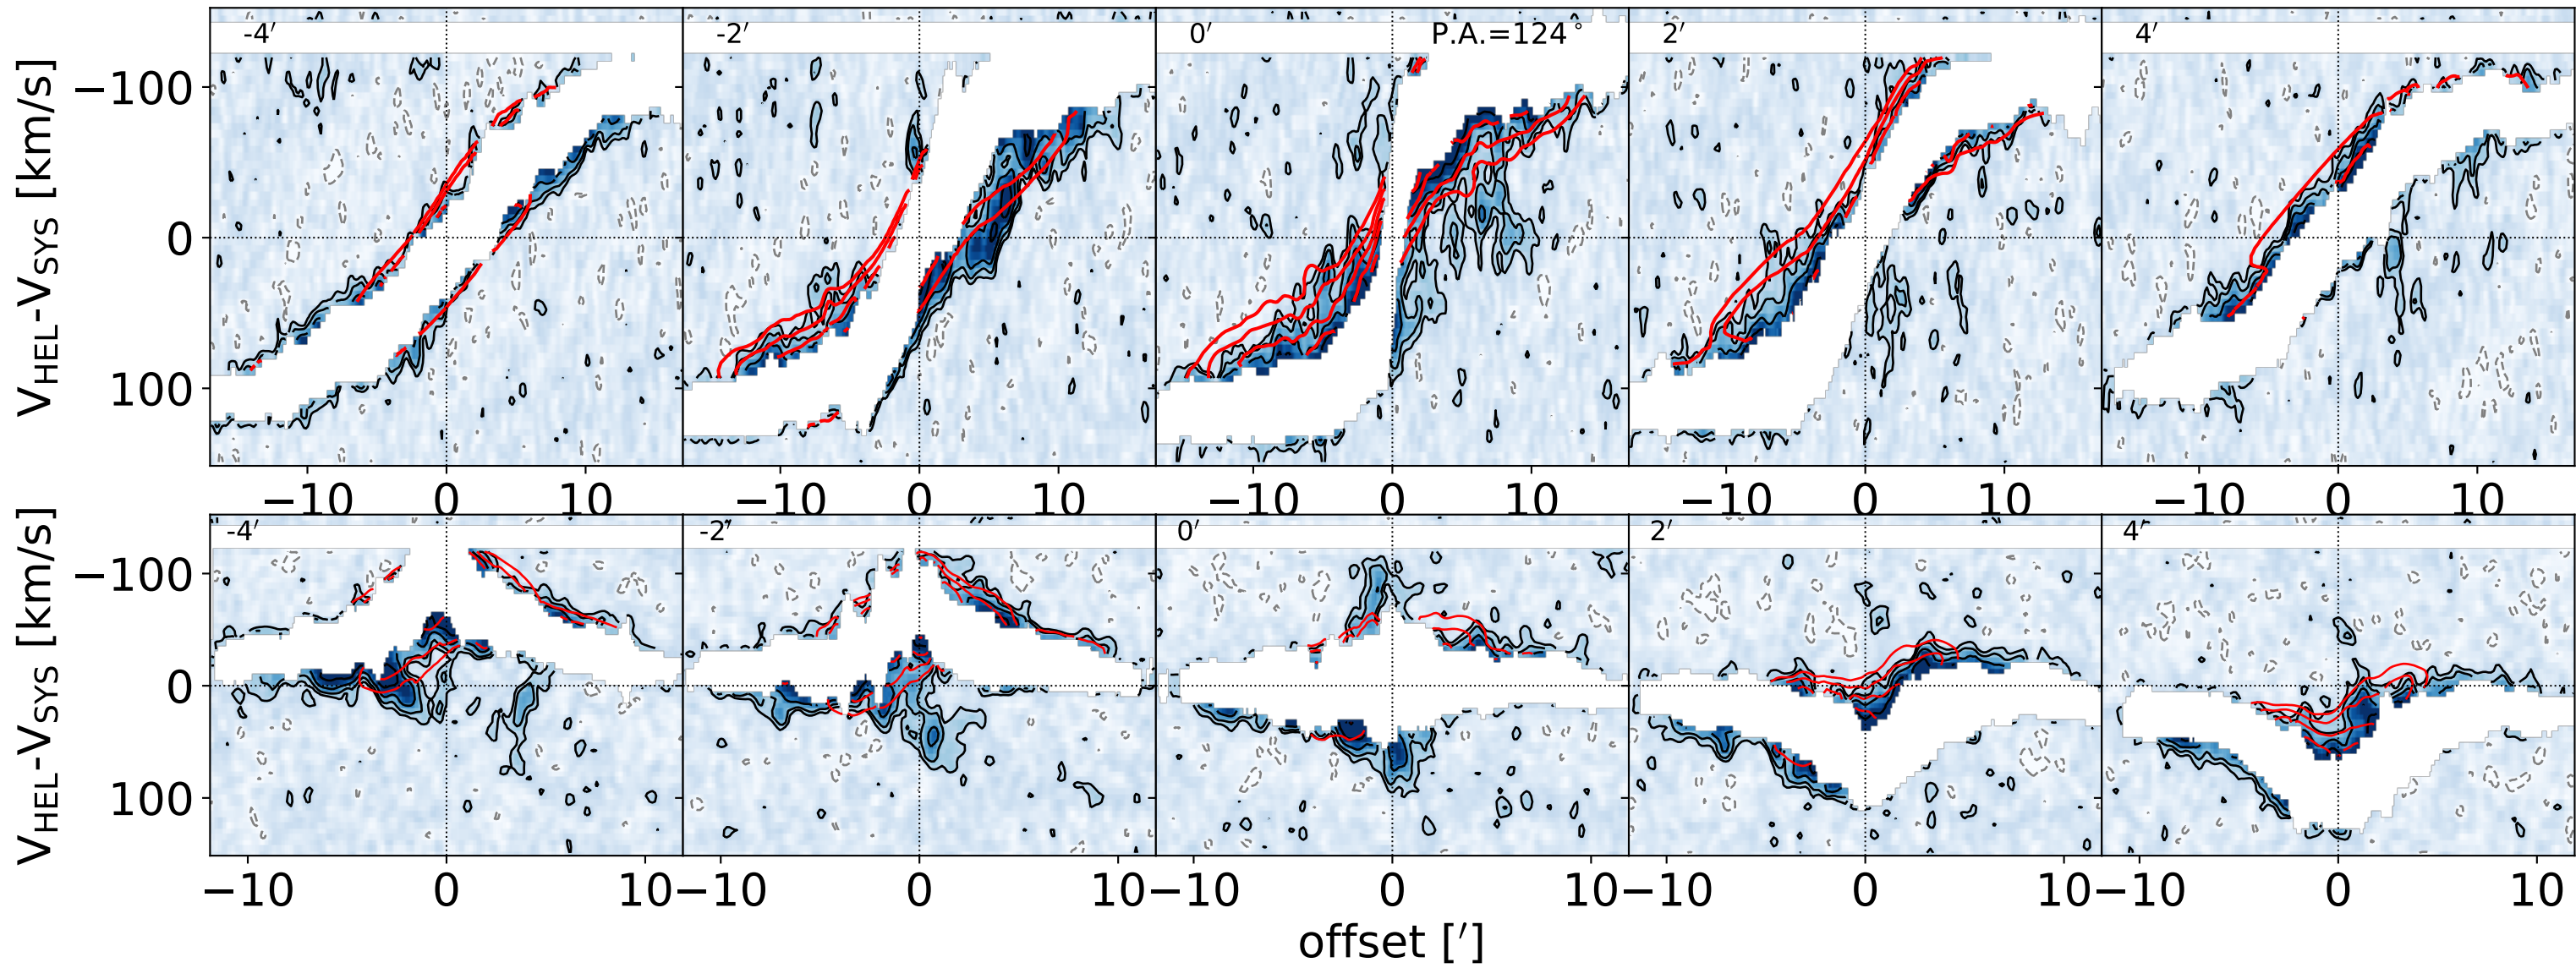 -4′ -2′ 0′ P.A.=124° 2′ 4′
V_HEL-V_SYS [km/s]
−100
0
100
−10 0 10 −10 0 10 −10 0 10 −10 0 10 −10 0 10
-4′ -2′ 0′ 2′ 4′
V_HEL-V_SYS [km/s]
−100
0
100
−10 0 10 −10 0 10 −10 0 10 −10 0 10 −10 0 10
offset [′]